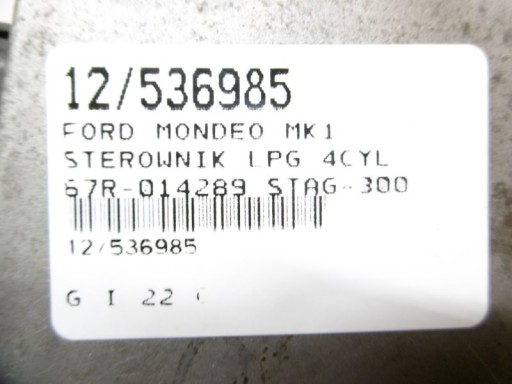 12/536985
FORD MONDEO MK1
STEROWNIK LPG 4CYL
67R-014289 STAG-300
12/536985
G I 22